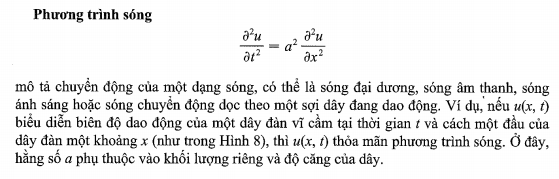 Phương trình sóng
∂²u/∂t² = a² ∂²u/∂x²
mô tả chuyển động của một dạng sóng, có thể là sóng đại dương, sóng âm thanh, sóng
ánh sáng hoặc sóng chuyển động dọc theo một sợi dây đang dao động. Ví dụ, nếu u(x, t)
biểu diễn biên độ dao động của một dây đàn vĩ cầm tại thời gian t và cách một đầu của
dây đàn một khoảng x (như trong Hình 8), thì u(x, t) thỏa mãn phương trình sóng. Ở đây,
hằng số a phụ thuộc vào khối lượng riêng và độ căng của dây.